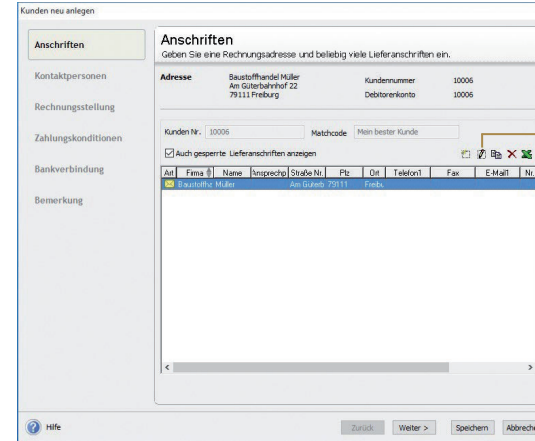 Kunden neu anlegen
Anschriften
Kontaktpersonen
Rechnungsstellung
Zahlungskonditionen
Bankverbindung
Bemerkung
Anschriften
Geben Sie eine Rechnungsadresse und beliebig viele Lieferanschriften ein.
Adresse Baustoffhandel Müller Kundennummer 10006
Am Güterbahnhof 22 Debitorenkonto 10006
79111 Freiburg
Kunden Nr. 10006 Matchcode Mein bester Kunde
Auch gesperrte Lieferanschriften anzeigen
Art Firma Name Ansprechp Straße Nr. Plz Ort Telefon1 Fax E-Mail1 Nr.
Baustoffha Müller Am Güterb 79111 Freibu
Hilfe Zurück Weiter > Speichern Abbreche